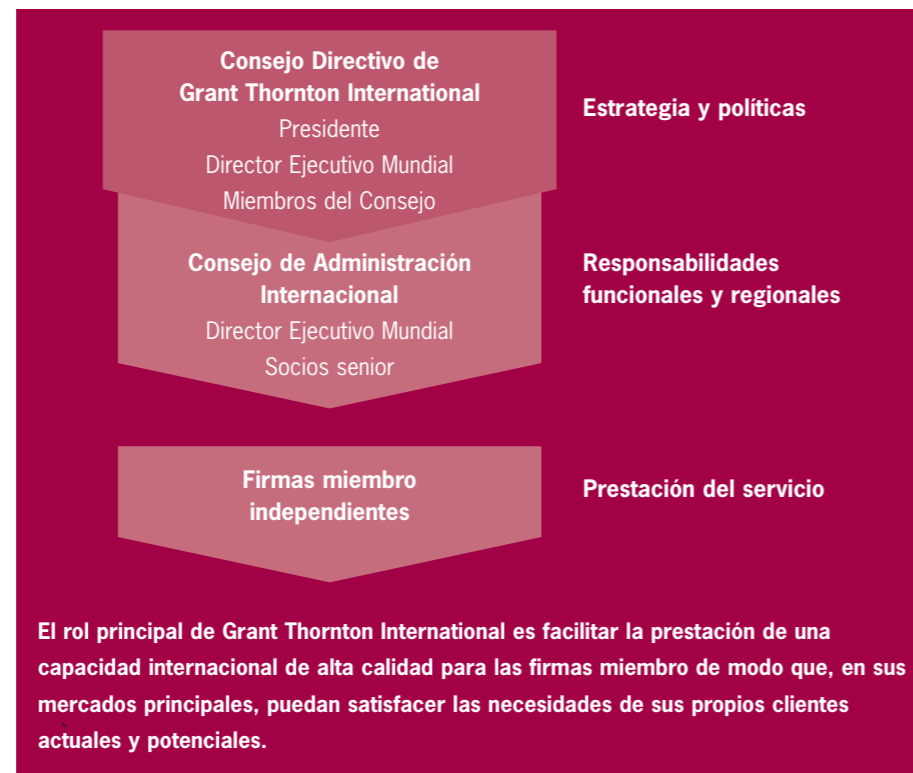 Consejo Directivo de
Grant Thornton International
Presidente
Director Ejecutivo Mundial
Miembros del Consejo
Estrategia y políticas
Consejo de Administración
Internacional
Director Ejecutivo Mundial
Socios senior
Responsabilidades
funcionales y regionales
Firmas miembro
independientes
Prestación del servicio
El rol principal de Grant Thornton International es facilitar la prestación de una
capacidad internacional de alta calidad para las firmas miembro de modo que, en sus
mercados principales, puedan satisfacer las necesidades de sus propios clientes
actuales y potenciales.